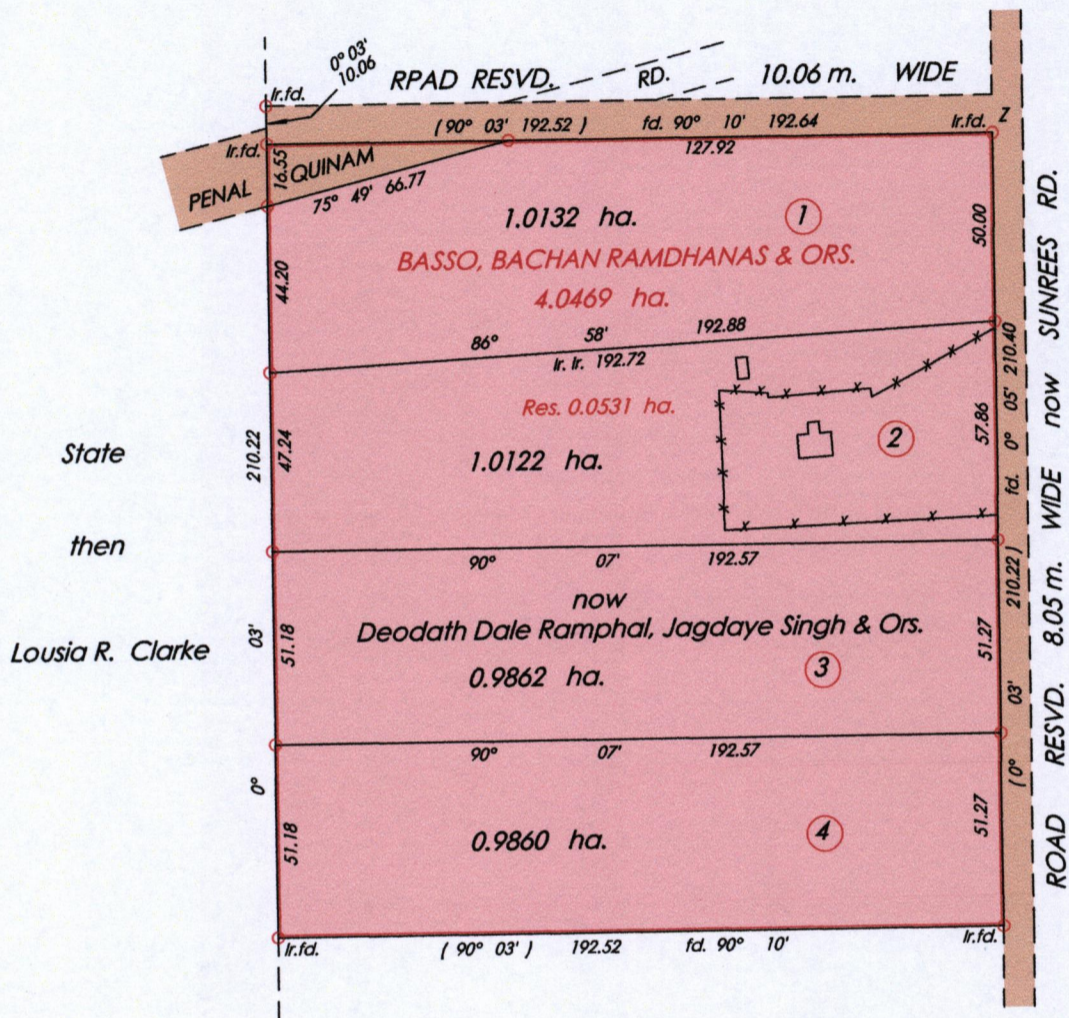 0° 03'
10.06
Ir.fd.
RPAD RESVD. RD. 10.06 m. WIDE
( 90° 03' 192.52 ) fd. 90° 10' 192.64
Ir.fd.
Z
Ir.fd.
16.55
PENAL QUINAM
75° 49' 66.77
127.92
1.0132 ha.
1
50.00
BASSO, BACHAN RAMDHANAS & ORS.
4.0469 ha.
44.20
86° 58' 192.88
Ir. Ir. 192.72
Res. 0.0531 ha.
2
1.0122 ha.
47.24
57.86
State
then
Lousia R. Clarke
0° 03' 210.22
90° 07' 192.57
now
Deodath Dale Ramphal, Jagdaye Singh & Ors.
0.9862 ha.
3
51.18
51.27
90° 07' 192.57
0.9860 ha.
4
51.18
51.27
Ir.fd.
( 90° 03' ) 192.52 fd. 90° 10'
Ir.fd.
( 0° 03' 210.22 ) fd. 0° 05' 210.40
ROAD RESVD. 8.05 m. WIDE now SUNREES RD.